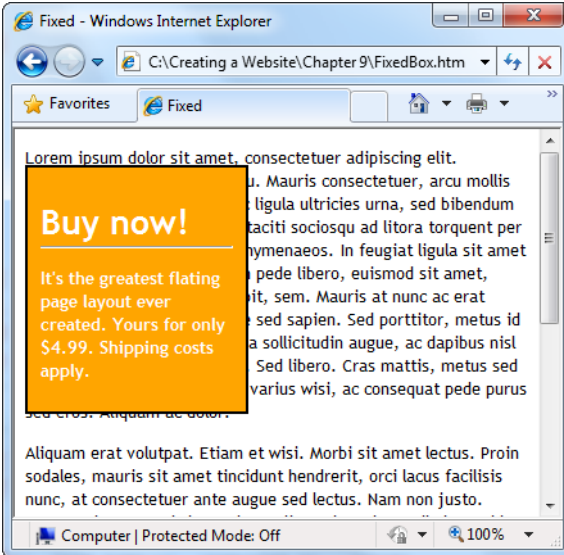 Fixed - Windows Internet Explorer
C:\Creating a Website\Chapter 9\FixedBox.htm
Favorites
Fixed
Lorem ipsum dolor sit amet, consectetuer adipiscing elit.
u. Mauris consectetuer, arcu mollis
ligula ultricies urna, sed bibendum
taciti sociosqu ad litora torquent per
hymenaeos. In feugiat ligula sit amet
pede libero, euismod sit amet,
sem. Mauris at nunc ac erat
sed sapien. Sed porttitor, metus id
a sollicitudin augue, ac dapibus nisl
Sed libero. Cras mattis, metus sed
varius wisi, ac consequat pede purus
sed eros. Aliquam ac dolor.
Buy now!
It's the greatest flating
page layout ever
created. Yours for only
$4.99. Shipping costs
apply.
Aliquam erat volutpat. Etiam et wisi. Morbi sit amet lectus. Proin
sodales, mauris sit amet tincidunt hendrerit, orci lacus facilisis
nunc, at consectetuer ante augue sed lectus. Nam non justo.
Computer | Protected Mode: Off
100%